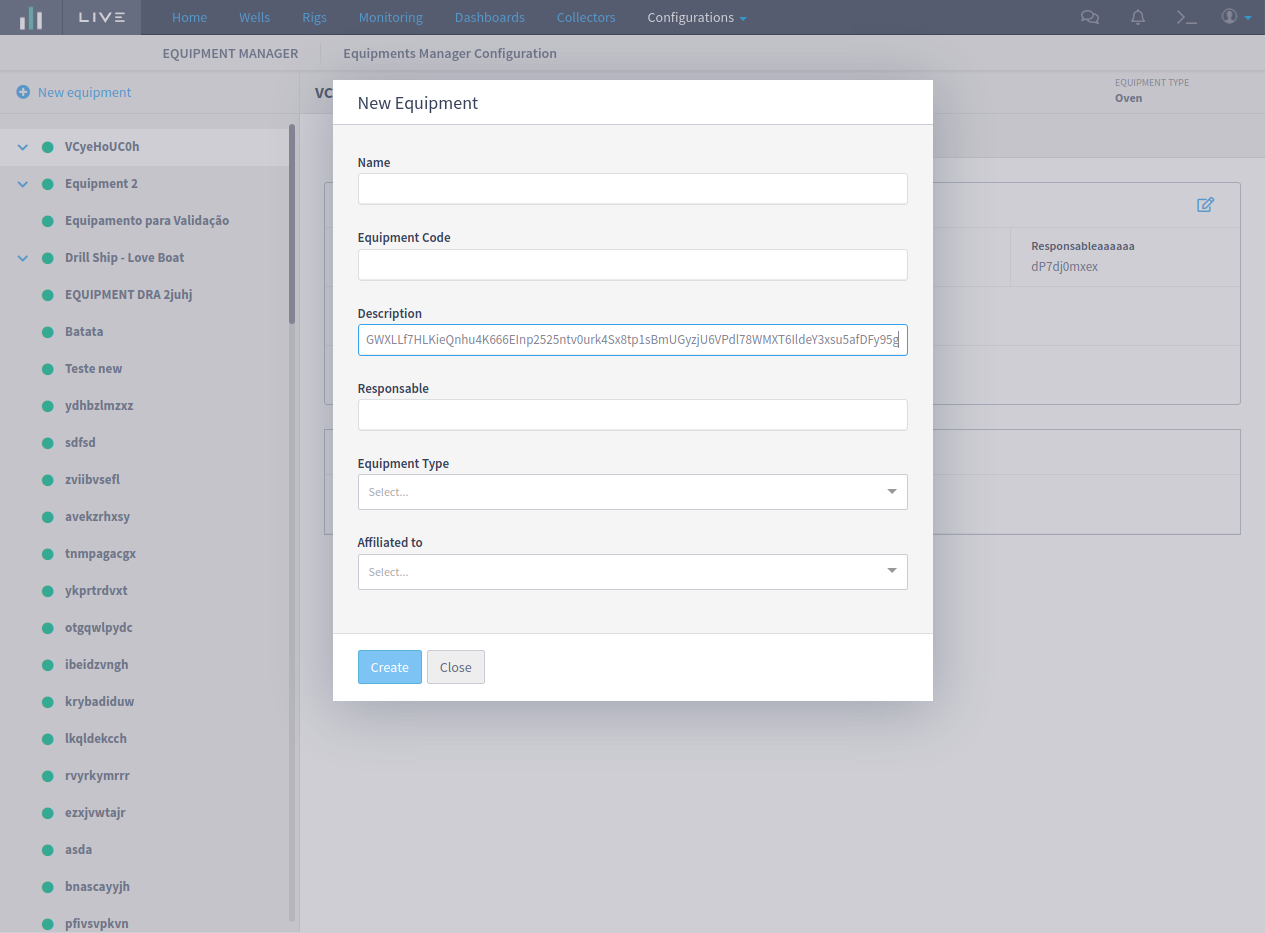 LIVE Home Wells Rigs Monitoring Dashboards Collectors Configurations
EQUIPMENT MANAGER Equipments Manager Configuration
New equipment
VC
EQUIPMENT TYPE
Oven
VCyeHoUC0h
Equipment 2
Equipamento para Validação
Drill Ship - Love Boat
EQUIPMENT DRA 2juhj
Batata
Teste new
ydhbzlmzxz
sdfsd
zviibvsefl
avekzrhxsy
tnmpagacgx
ykprtrdvxt
otgqwlpydc
ibeidzvngh
krybadiduw
lkqldekcch
rvyrkymrrr
ezxjvwtajr
asda
bnascayyjh
pfivsvpkvn
New Equipment
Name
Equipment Code
Description
GWXLLf7HLKieQnhu4K666EInp2525ntv0urk4Sx8tp1sBmUGyzjU6VPdl78WMXT6IldeY3xsu5afDFy95g
Responsable
Equipment Type
Select...
Affiliated to
Select...
Create Close
Responsableaaaaaa
dP7dj0mxex